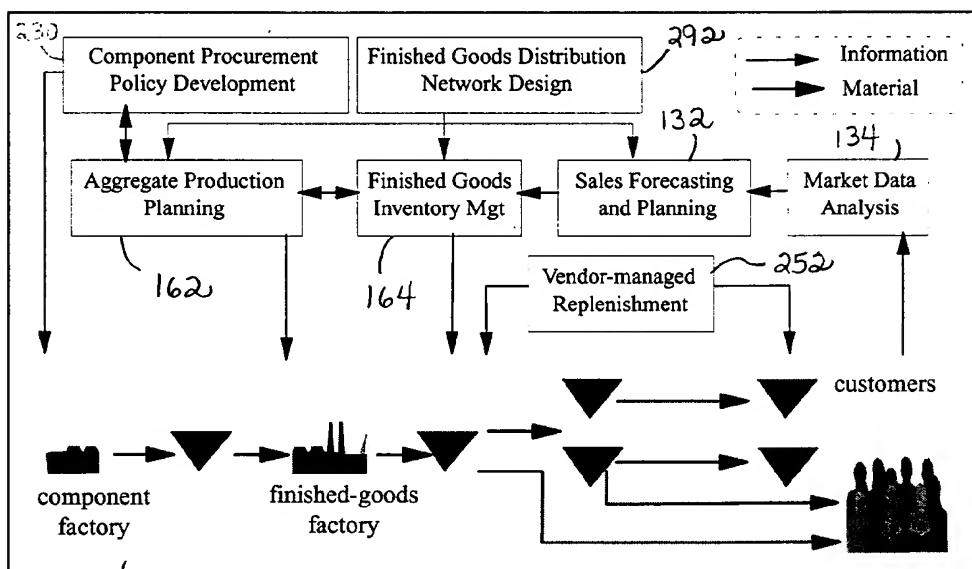 230
Component Procurement
Policy Development
Finished Goods Distribution
Network Design
292
Information
Material
132
134
Aggregate Production
Planning
Finished Goods
Inventory Mgt
Sales Forecasting
and Planning
Market Data
Analysis
162
164
Vendor-managed
Replenishment
252
customers
component
factory
finished-goods
factory